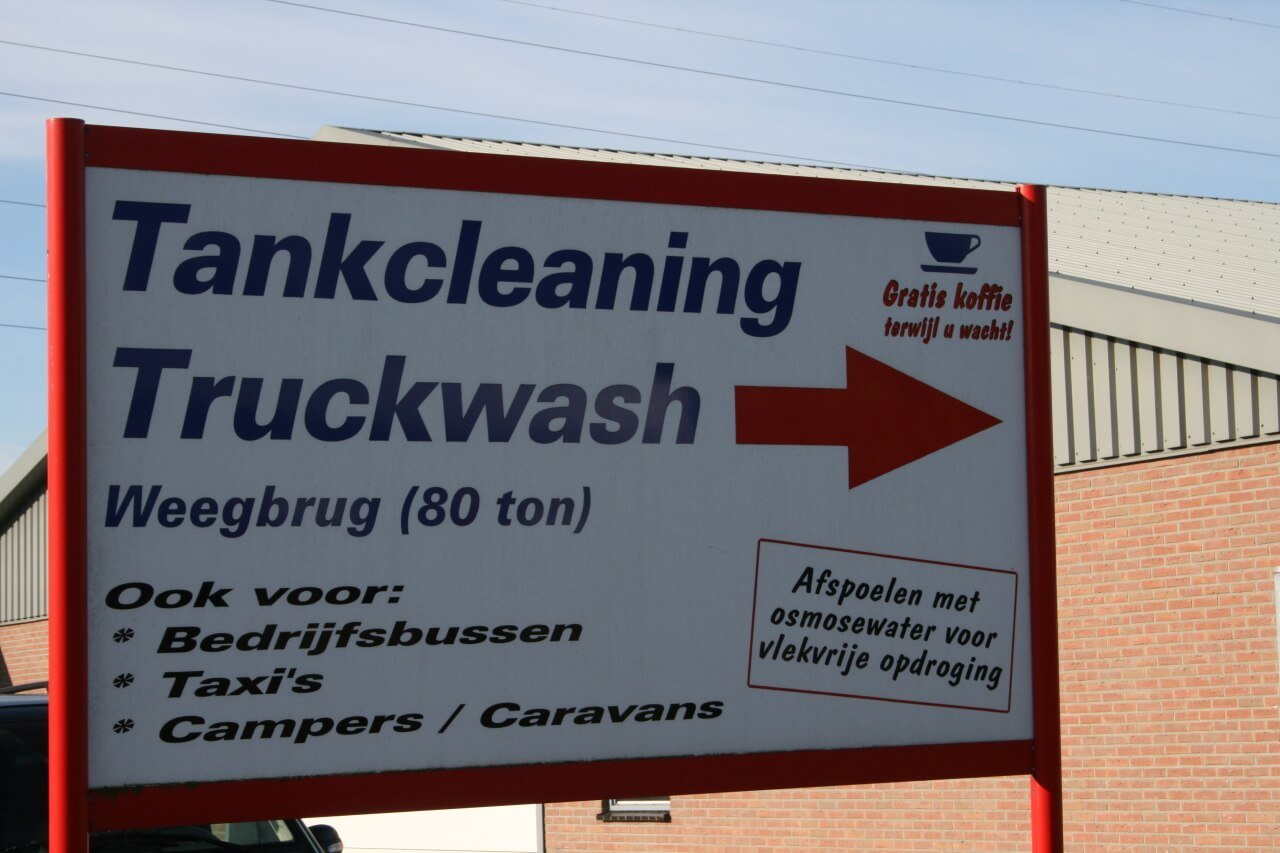 Tankcleaning
Gratis koffie
terwijl u wacht!
Truckwash
Weegbrug (80 ton)
Ook voor:
* Bedrijfsbussen
* Taxi's
* Campers / Caravans
Afspoelen met
osmosewater voor
vlekvrije opdroging